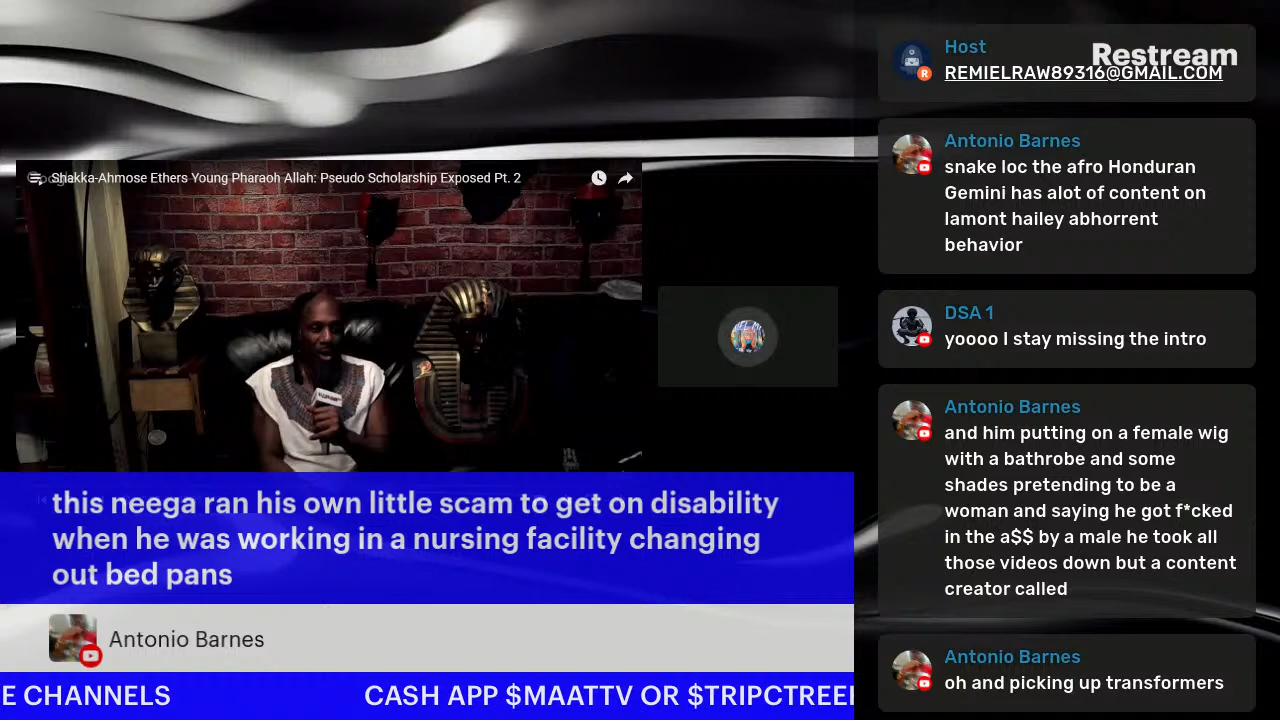 Shakka-Ahmose Ethers Young Pharaoh Allah: Pseudo Scholarship Exposed Pt. 2
this neega ran his own little scam to get on disability
when he was working in a nursing facility changing
out bed pans
Antonio Barnes
E CHANNELS
CASH APP $MAATTV OR $TRIPCTREE
Restream
Host
REMIELRAW89316@GMAIL.COM
Antonio Barnes
snake loc the afro Honduran
Gemini has alot of content on
lamont hailey abhorrent
behavior
DSA 1
yoooo I stay missing the intro
Antonio Barnes
and him putting on a female wig
with a bathrobe and some
shades pretending to be a
woman and saying he got f*cked
in the a$$ by a male he took all
those videos down but a content
creator called
Antonio Barnes
oh and picking up transformers